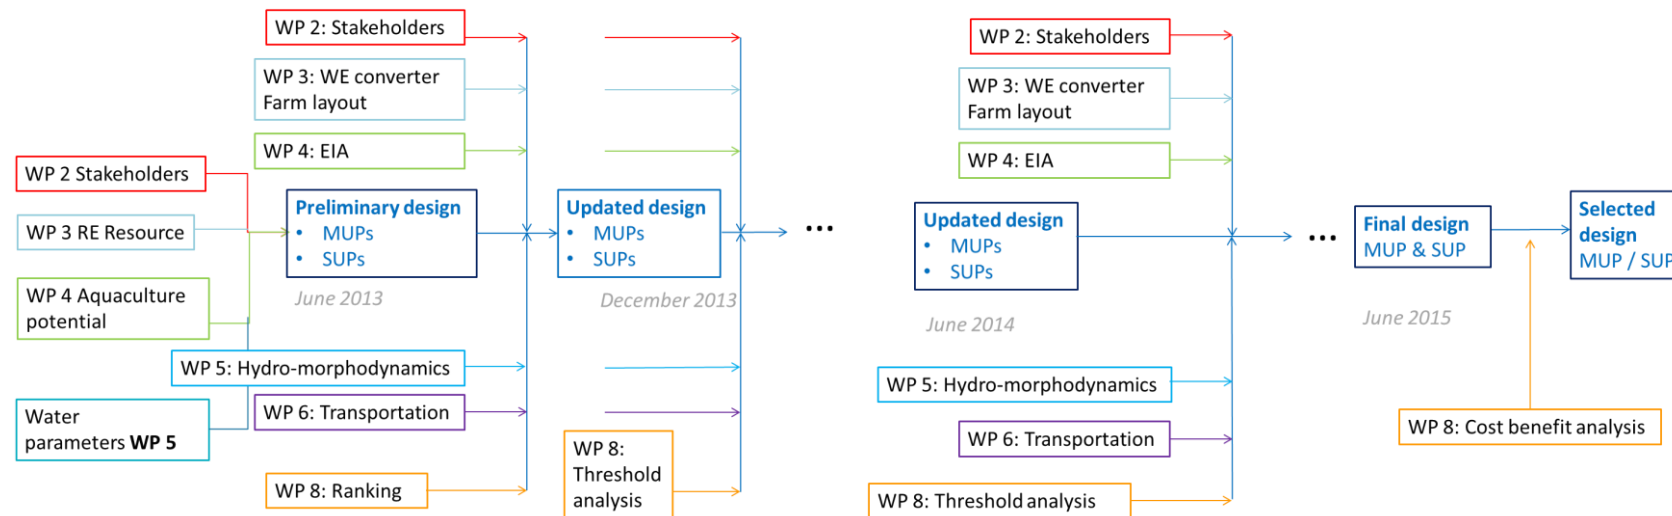 WP 2 Stakeholders
WP 3 RE Resource
WP 4 Aquaculture
potential
Water
parameters WP 5
WP 2: Stakeholders
WP 3: WE converter
Farm layout
WP 4: EIA
Preliminary design
• MUPs
• SUPs
June 2013
WP 5: Hydro-morphodynamics
WP 6: Transportation
WP 8: Ranking
Updated design
• MUPs
• SUPs
December 2013
WP 8:
Threshold
analysis
...
WP 2: Stakeholders
WP 3: WE converter
Farm layout
WP 4: EIA
Updated design
• MUPs
• SUPs
June 2014
WP 5: Hydro-morphodynamics
WP 6: Transportation
WP 8: Threshold analysis
...
Final design
MUP & SUP
June 2015
WP 8: Cost benefit analysis
Selected
design
MUP / SUP